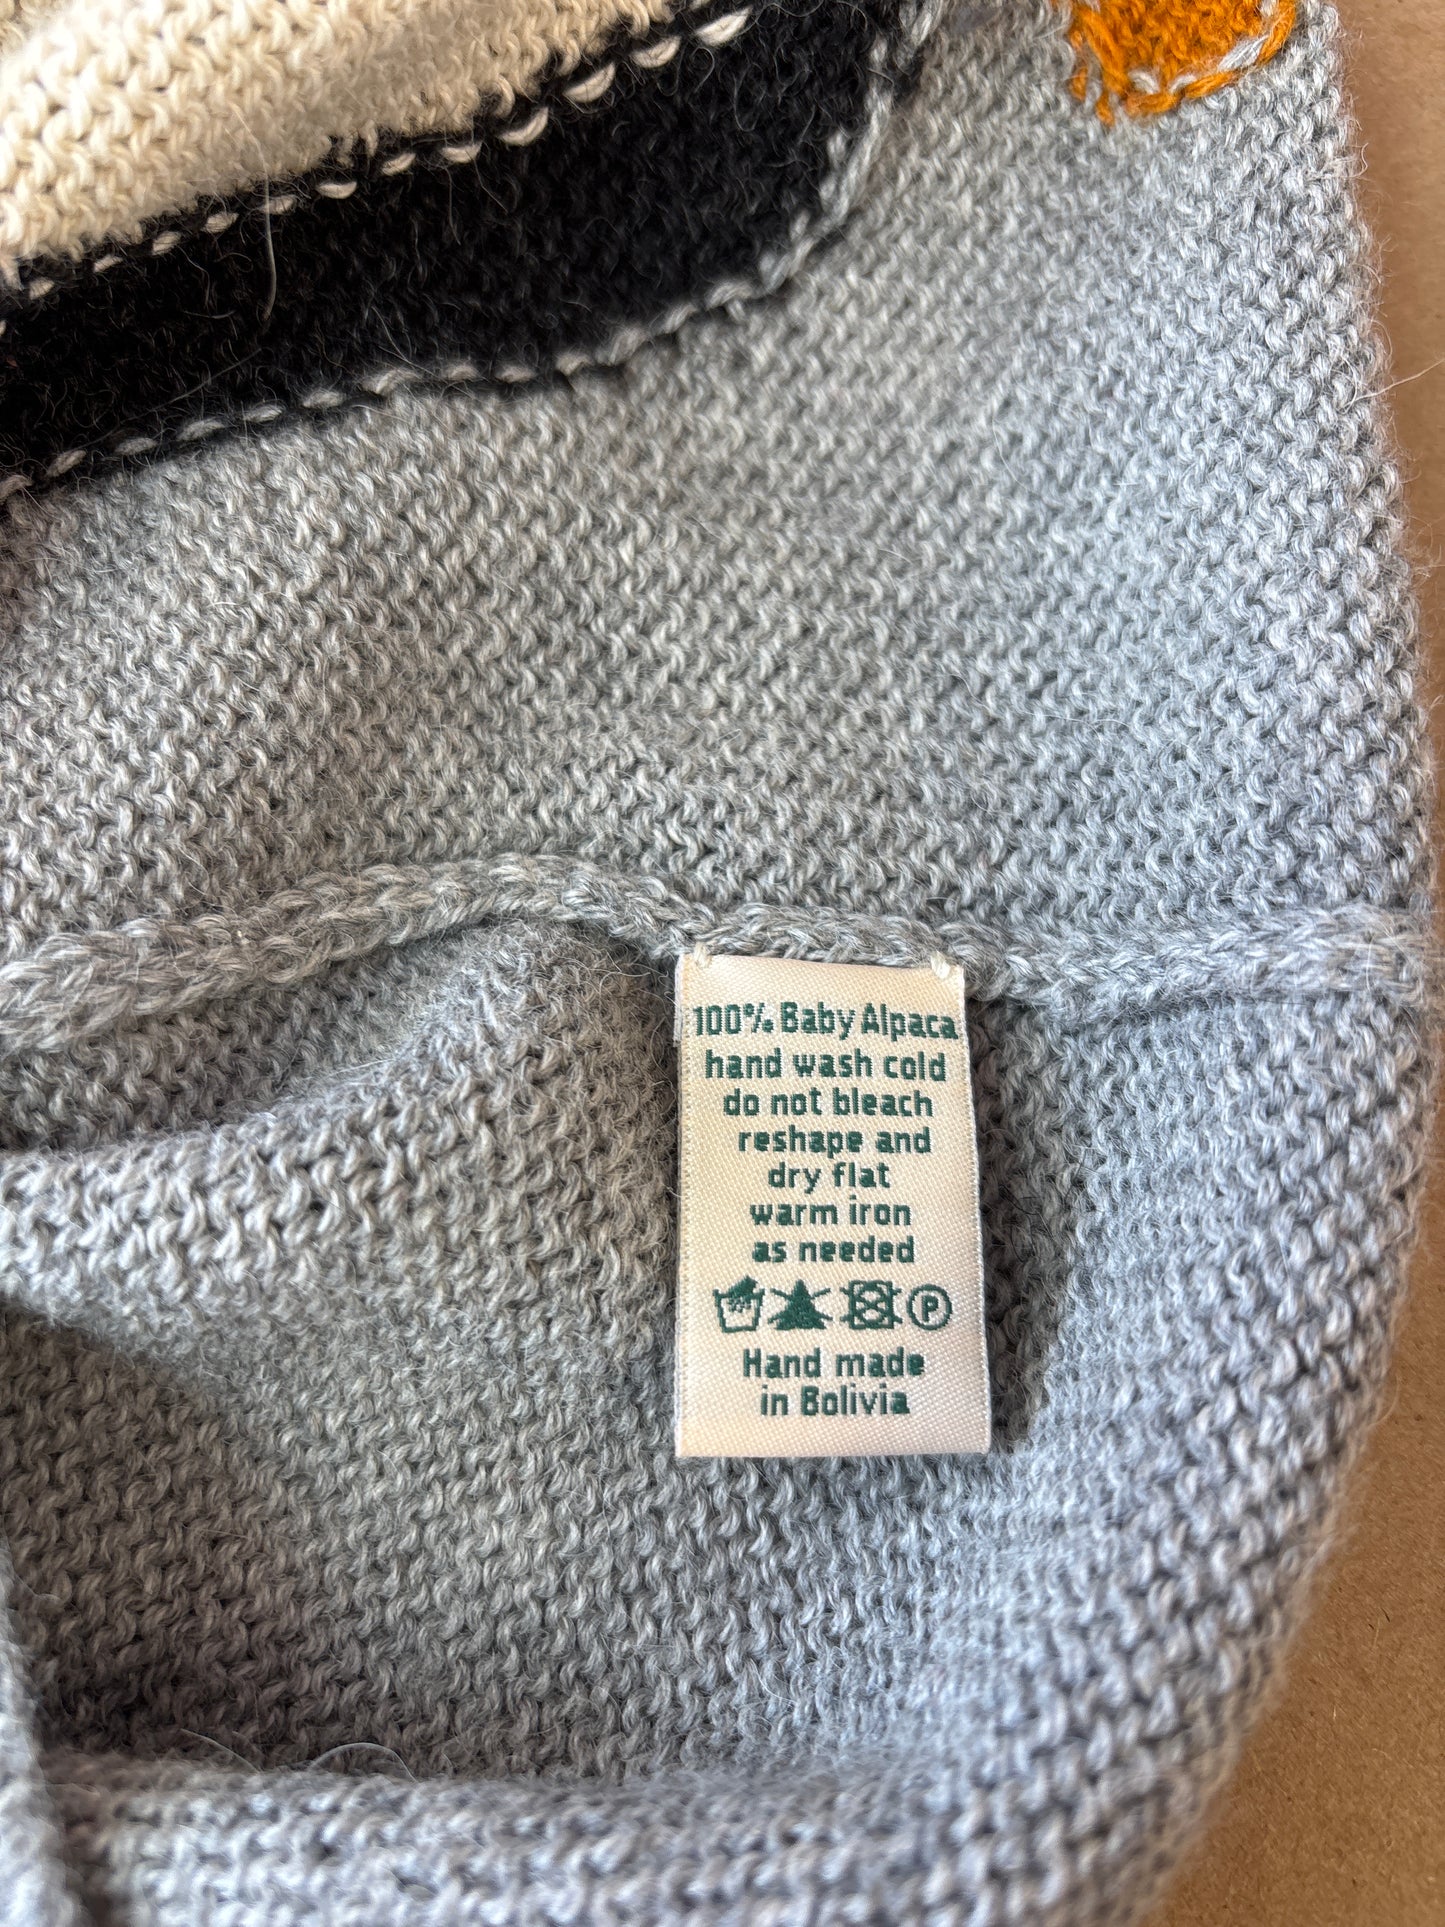 100% Baby Alpaca
hand wash cold
do not bleach
reshape and
dry flat
warm iron
as needed
P
Hand made
in Bolivia